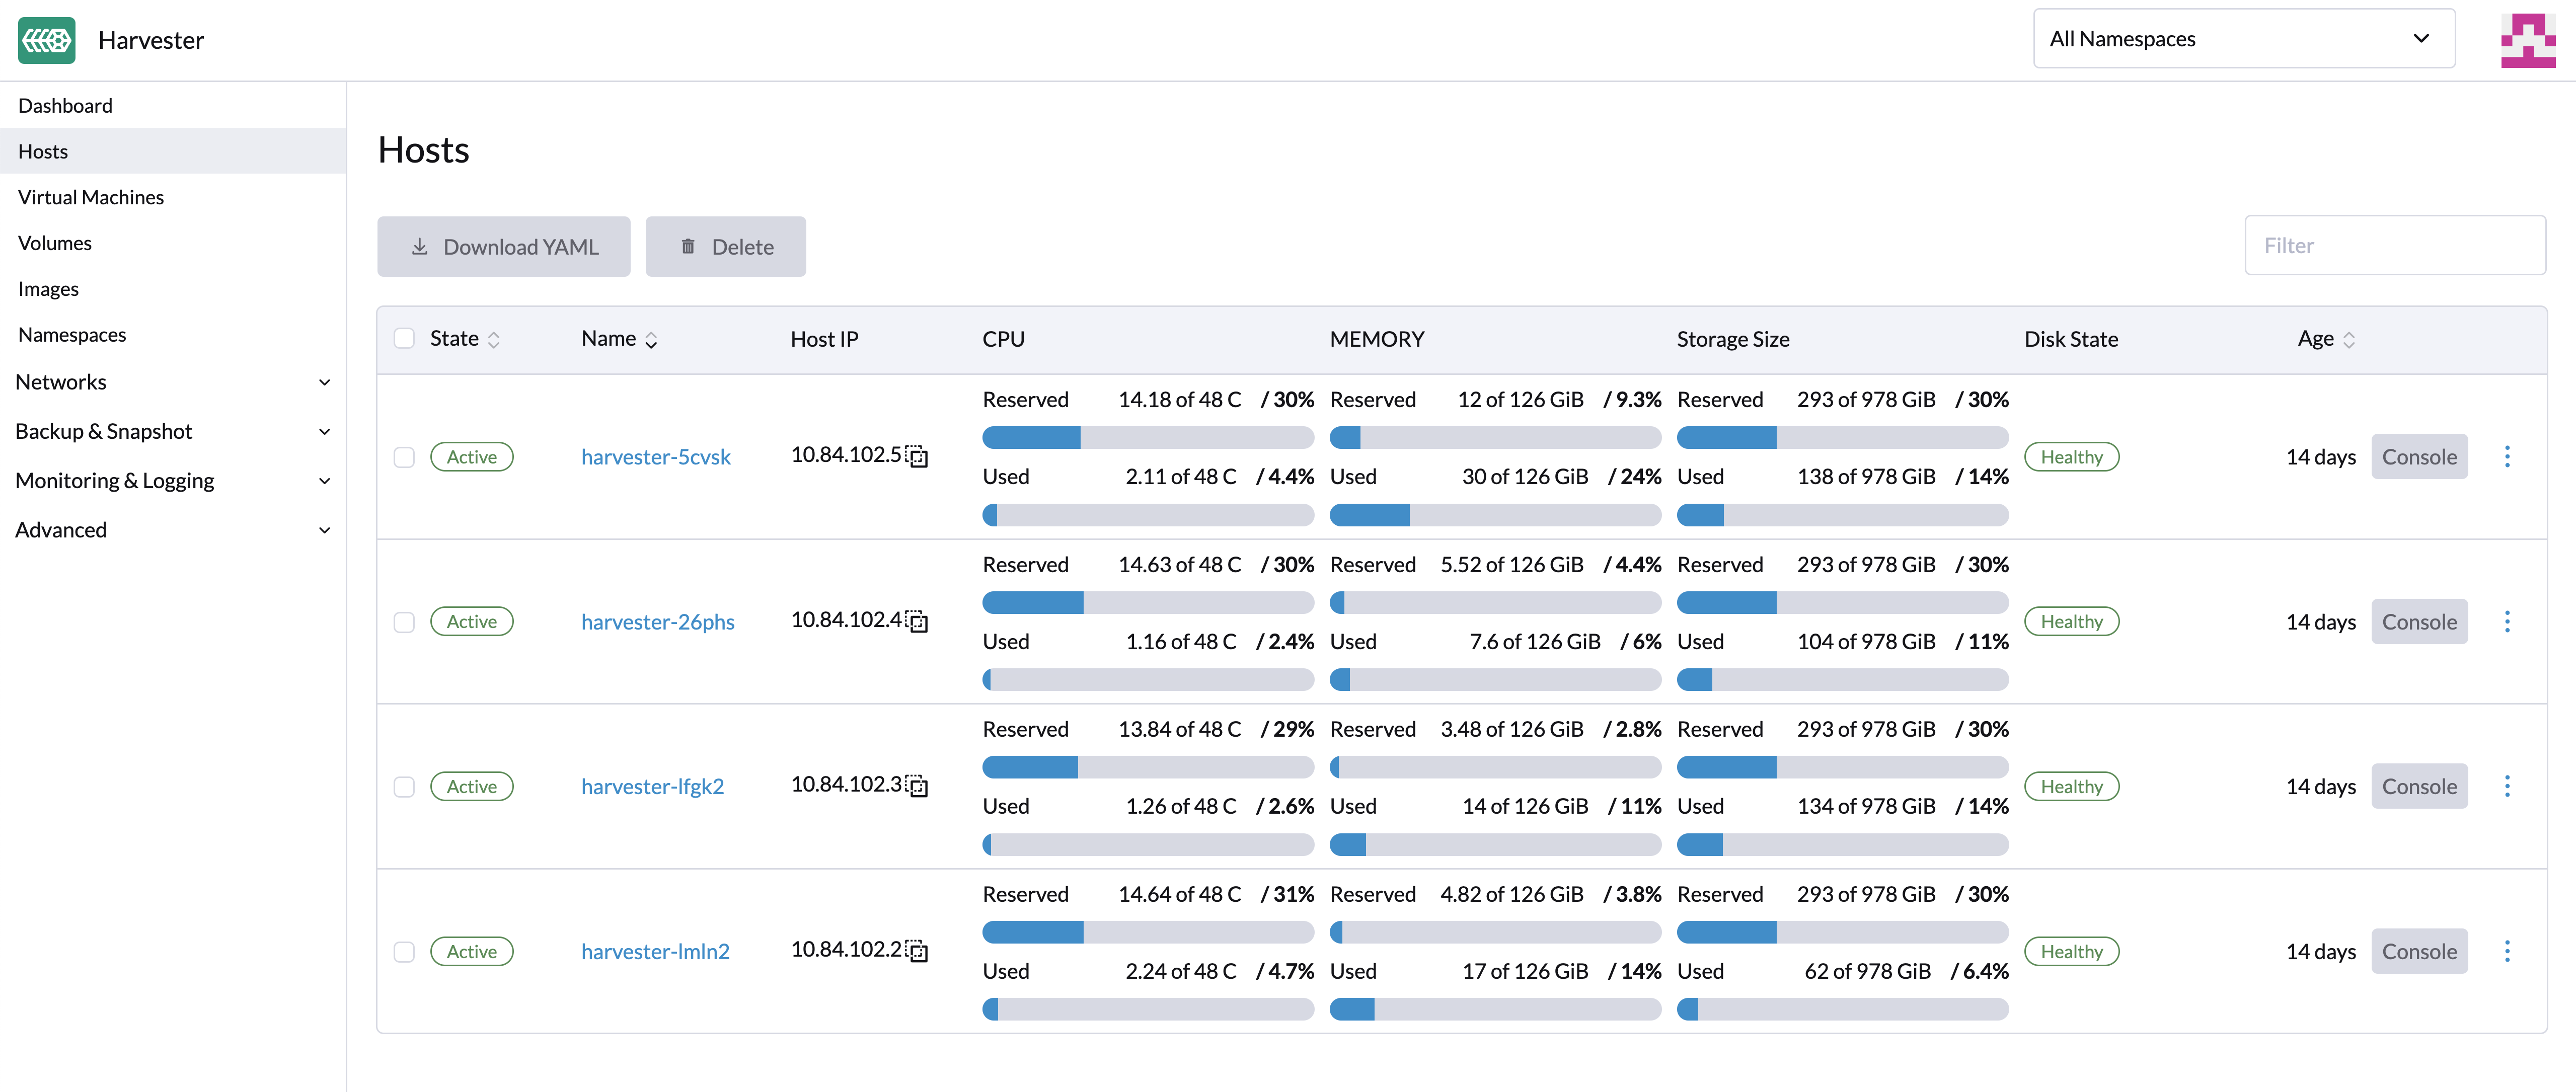 Harvester
All Namespaces
Dashboard
Hosts
Virtual Machines
Volumes
Images
Namespaces
Networks
Backup & Snapshot
Monitoring & Logging
Advanced
Hosts
Download YAML Delete Filter
State Name Host IP CPU MEMORY Storage Size Disk State Age
Reserved 14.18 of 48 C / 30% Reserved 12 of 126 GiB / 9.3% Reserved 293 of 978 GiB / 30%
Active harvester-5cvsk 10.84.102.5 Healthy 14 days Console
Used 2.11 of 48 C / 4.4% Used 30 of 126 GiB / 24% Used 138 of 978 GiB / 14%
Reserved 14.63 of 48 C / 30% Reserved 5.52 of 126 GiB / 4.4% Reserved 293 of 978 GiB / 30%
Active harvester-26phs 10.84.102.4 Healthy 14 days Console
Used 1.16 of 48 C / 2.4% Used 7.6 of 126 GiB / 6% Used 104 of 978 GiB / 11%
Reserved 13.84 of 48 C / 29% Reserved 3.48 of 126 GiB / 2.8% Reserved 293 of 978 GiB / 30%
Active harvester-lfgk2 10.84.102.3 Healthy 14 days Console
Used 1.26 of 48 C / 2.6% Used 14 of 126 GiB / 11% Used 134 of 978 GiB / 14%
Reserved 14.64 of 48 C / 31% Reserved 4.82 of 126 GiB / 3.8% Reserved 293 of 978 GiB / 30%
Active harvester-lmln2 10.84.102.2 Healthy 14 days Console
Used 2.24 of 48 C / 4.7% Used 17 of 126 GiB / 14% Used 62 of 978 GiB / 6.4%